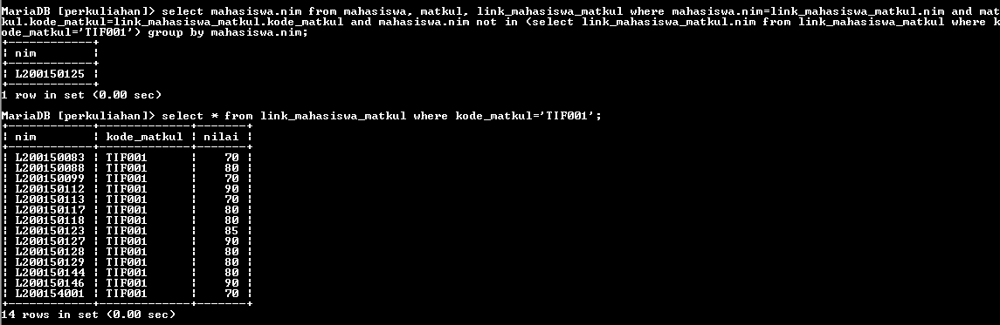 MariaDB [perkuliahan]> select mahasiswa.nim from mahasiswa, matkul, link_mahasiswa_matkul where mahasiswa.nim=link_mahasiswa_matkul.nim and mat
kul.kode_matkul=link_mahasiswa_matkul.kode_matkul and mahasiswa.nim not in (select link_mahasiswa_matkul.nim from link_mahasiswa_matkul where k
ode_matkul='TIF001') group by mahasiswa.nim;
+------------+
| nim        |
+------------+
| L200150125 |
+------------+
1 row in set (0.00 sec)
MariaDB [perkuliahan]> select * from link_mahasiswa_matkul where kode_matkul='TIF001';
+------------+-------------+-------+
| nim        | kode_matkul | nilai |
+------------+-------------+-------+
| L200150083 | TIF001      |    70 |
| L200150088 | TIF001      |    80 |
| L200150099 | TIF001      |    70 |
| L200150112 | TIF001      |    90 |
| L200150113 | TIF001      |    70 |
| L200150117 | TIF001      |    80 |
| L200150118 | TIF001      |    80 |
| L200150123 | TIF001      |    85 |
| L200150127 | TIF001      |    90 |
| L200150128 | TIF001      |    80 |
| L200150129 | TIF001      |    80 |
| L200150144 | TIF001      |    80 |
| L200150146 | TIF001      |    90 |
| L200154001 | TIF001      |    70 |
+------------+-------------+-------+
14 rows in set (0.00 sec)